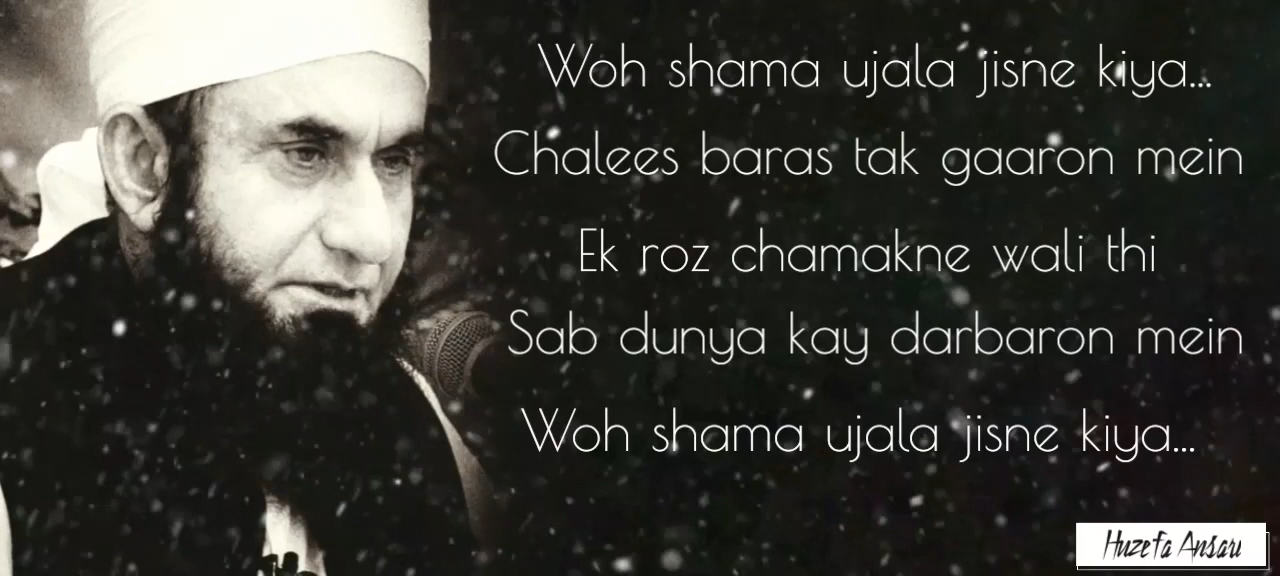 Woh shama ujala jisne kiya...
Chalees baras tak gaaron mein
Ek roz chamakne wali thi
Sab dunya kay darbaron mein
Woh shama ujala jisne kiya...
Huzefa Ansari